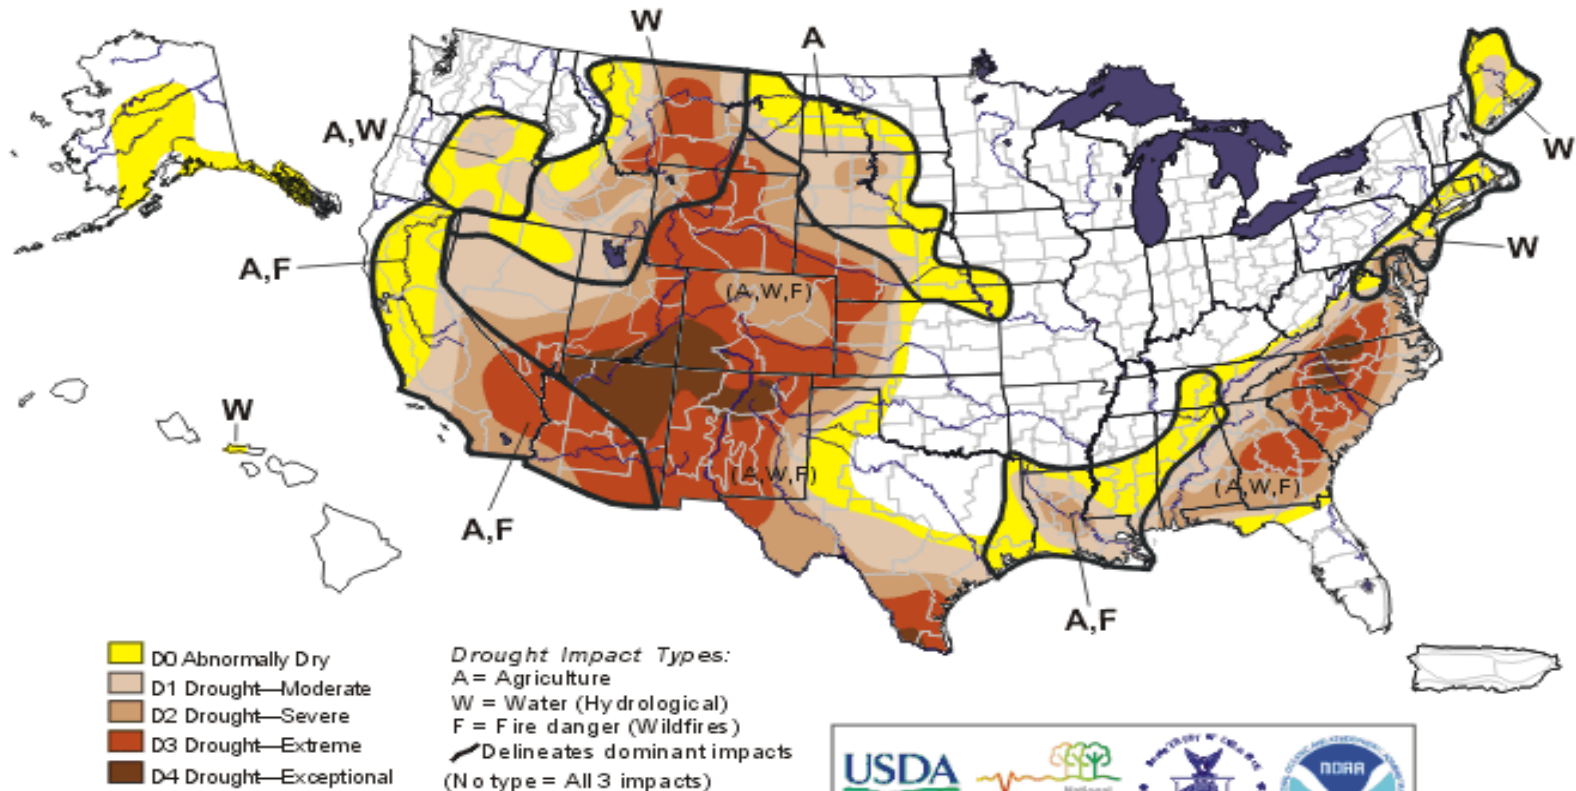 W
A
A,W
W
A,F
W
(A,W,F)
W
(A,W,F)
(A,W,F)
A,F
A,F
D0 Abnormally Dry
D1 Drought—Moderate
D2 Drought—Severe
D3 Drought—Extreme
D4 Drought—Exceptional
Drought Impact Types:
A = Agriculture
W = Water (Hydrological)
F = Fire danger (Wildfires)
Delineates dominant impacts
(No type = All 3 impacts)
USDA
NOAA